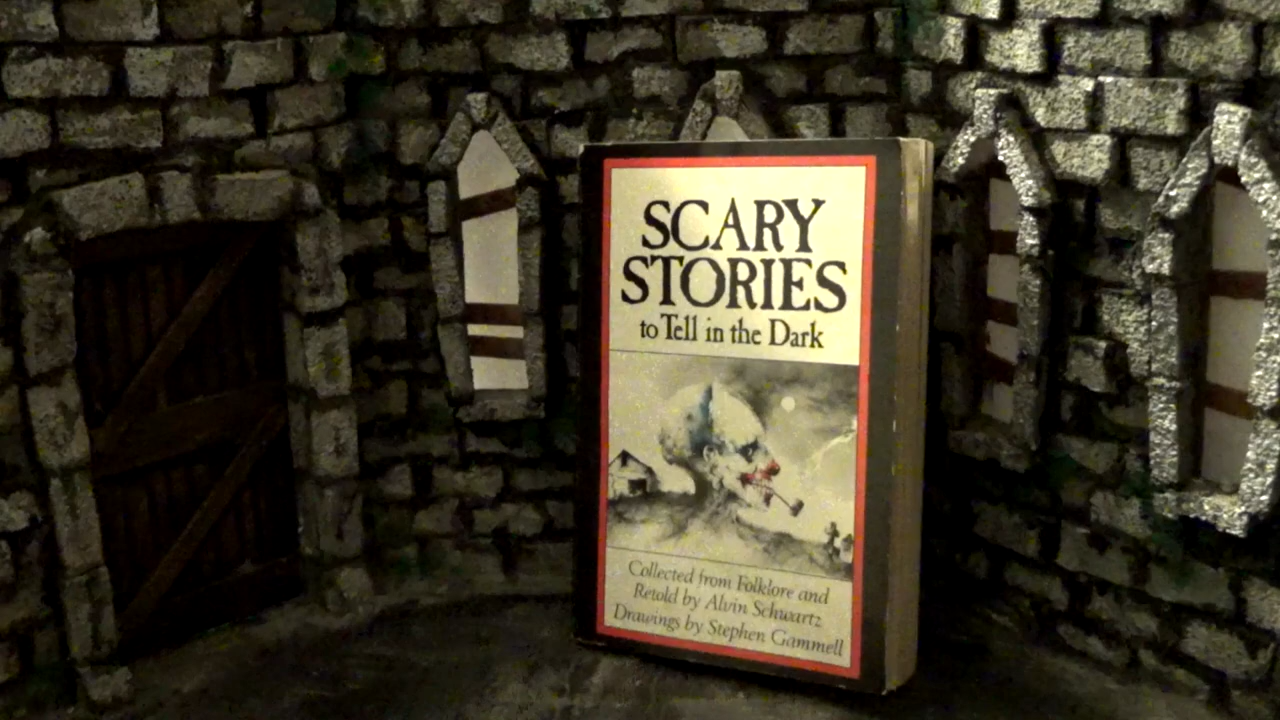 SCARY
STORIES
to Tell in the Dark
Collected from Folklore and
Retold by Alvin Schwartz
Drawings by Stephen Gammell